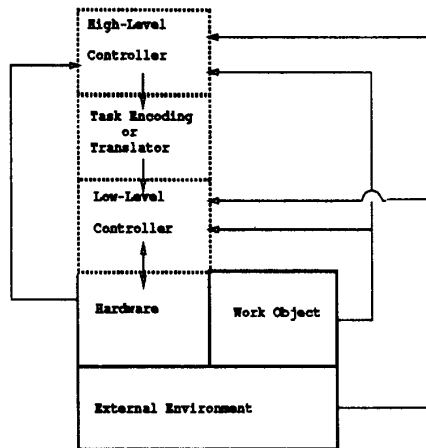 High-Level
Controller
Task Encoding
or
Translator
Low-Level
Controller
Hardware
Work Object
External Environment